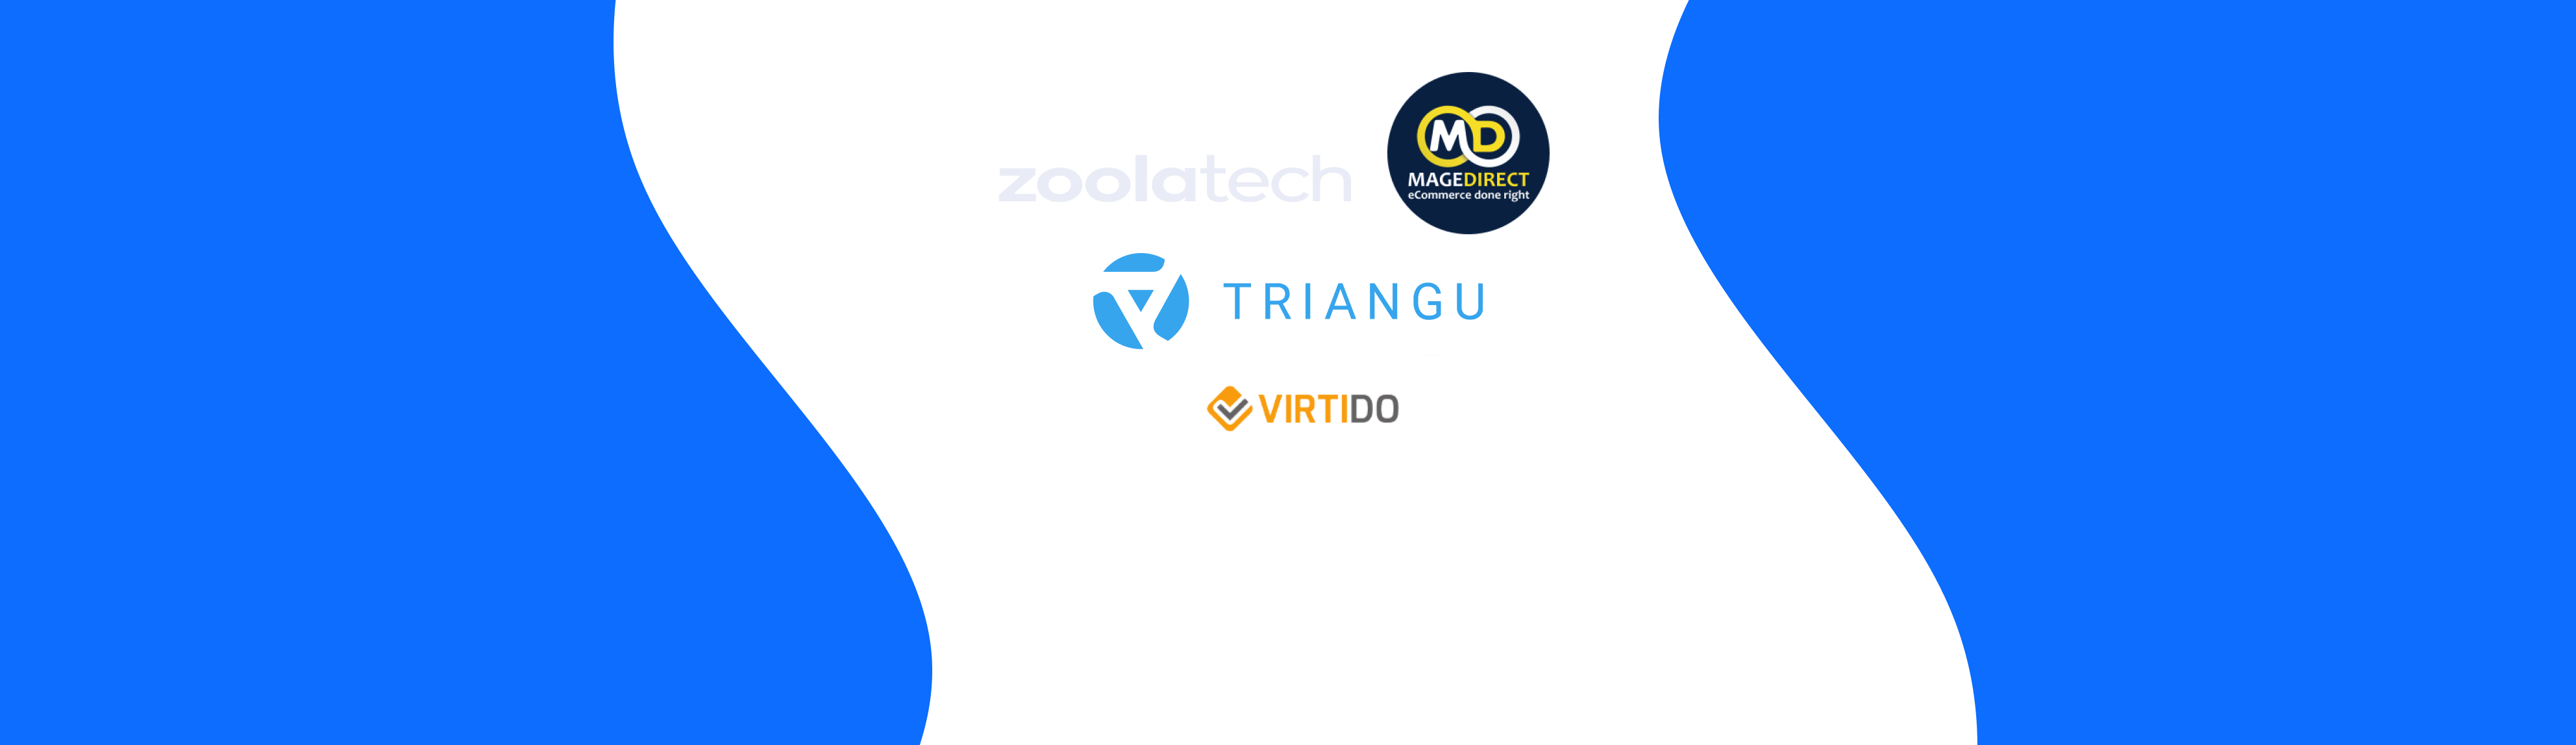 zoolatech
MD
MAGEDIRECT
eCommerce done right
TRIANGU
VIRTIDO